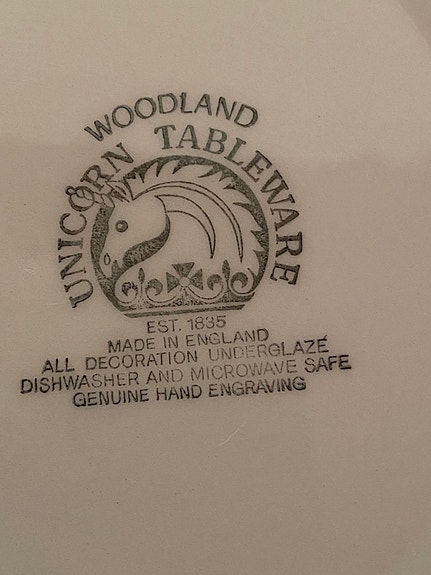 WOODLAND
UNICORN TABLEWARE
EST. 1835
MADE IN ENGLAND
ALL DECORATION UNDERGLAZE
DISHWASHER AND MICROWAVE SAFE
GENUINE HAND ENGRAVING